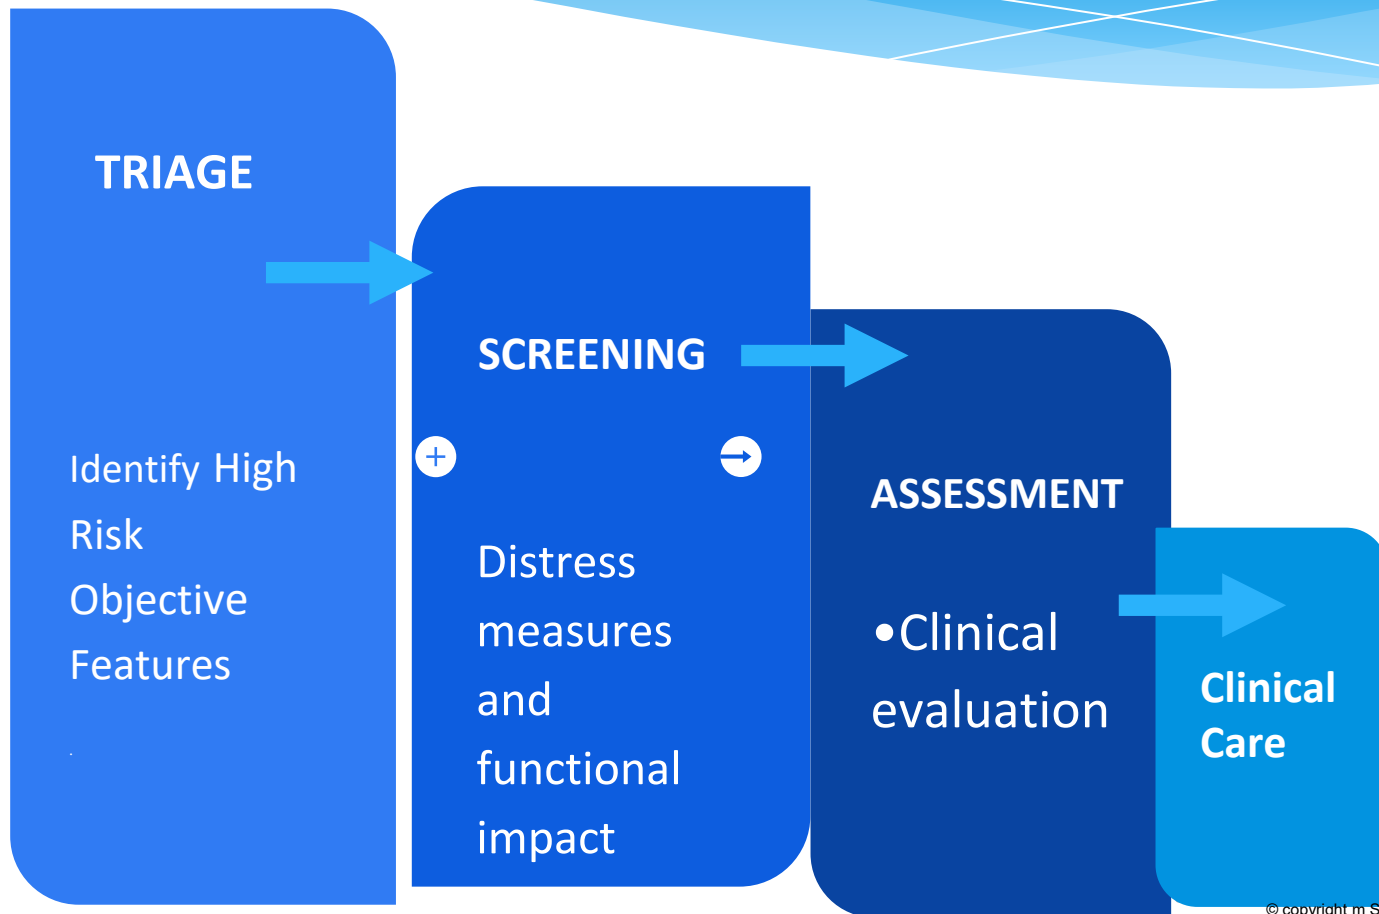 TRIAGE
Identify High
Risk
Objective
Features
.
SCREENING
Distress
measures
and
functional
impact
ASSESSMENT
•Clinical
evaluation
Clinical
Care
© copyright m S